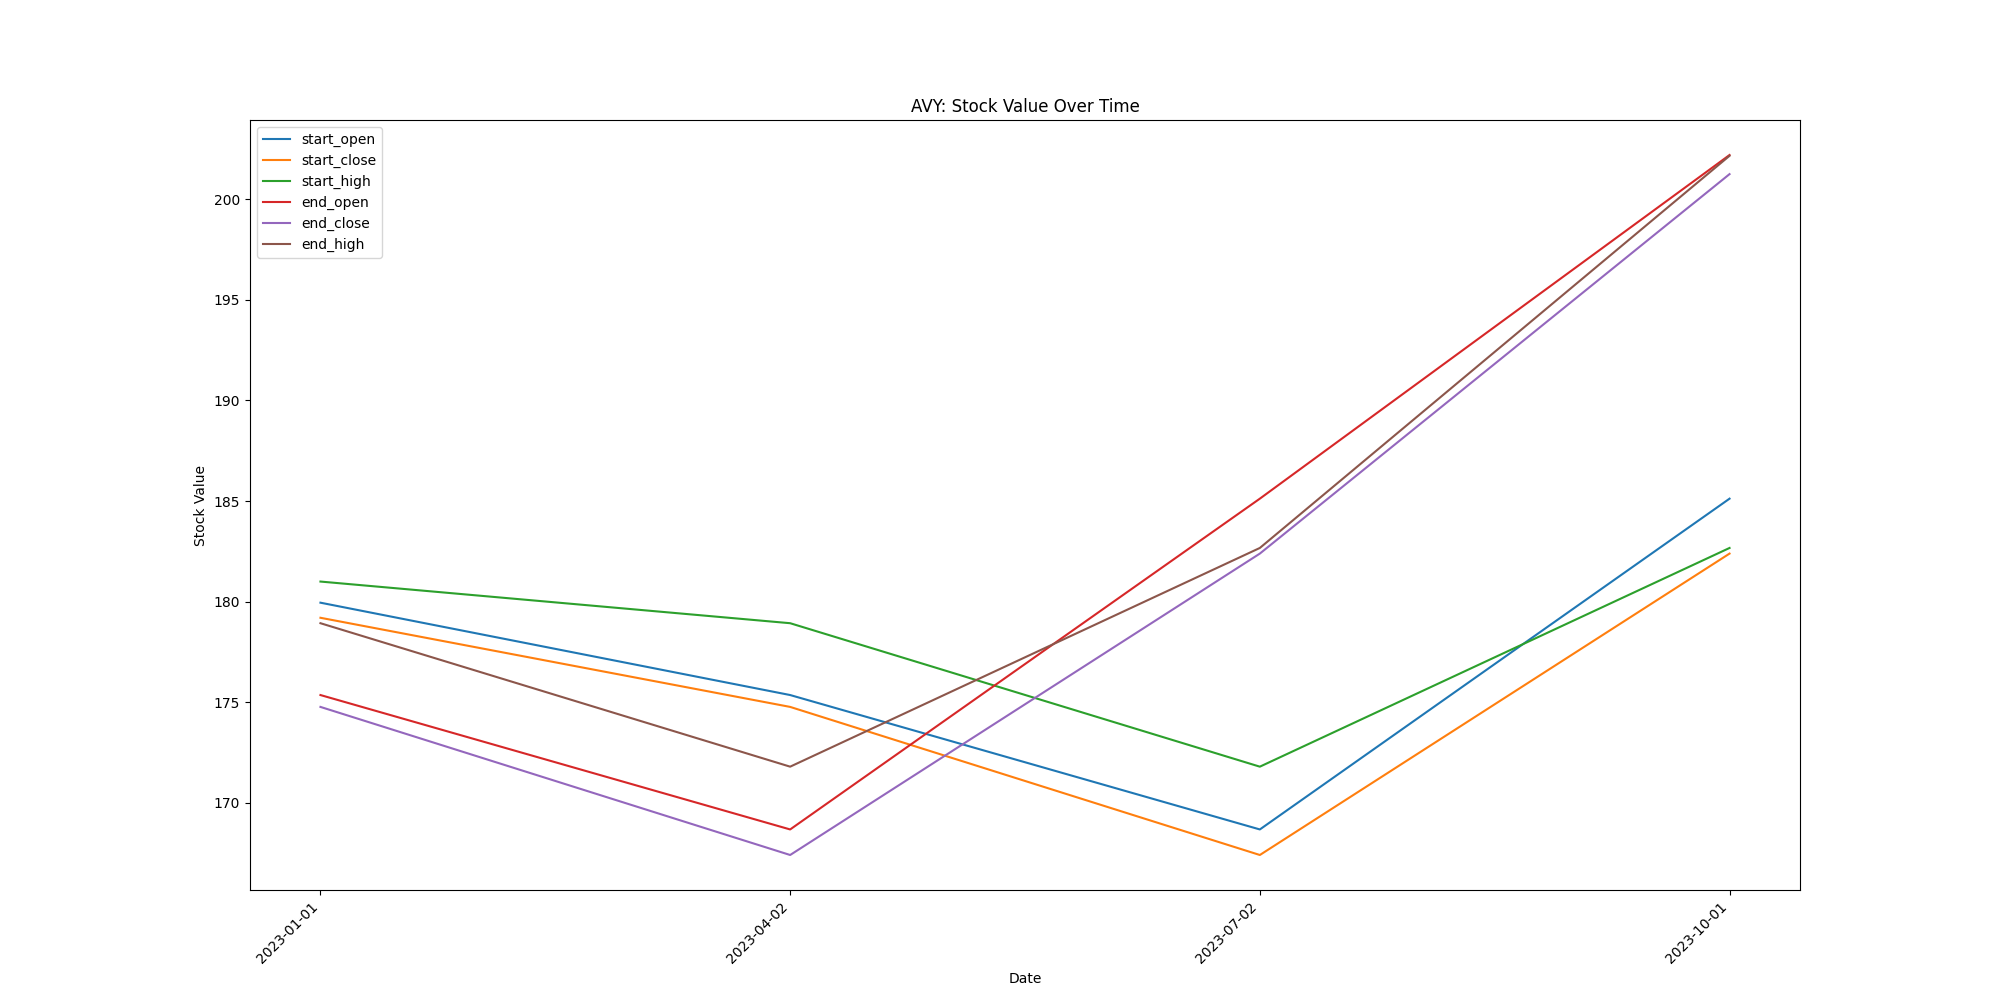 AVY: Stock Value Over Time
start_open
start_close
start_high
end_open
end_close
end_high
200
195
190
185
180
175
170
Stock Value
2023-01-01
2023-04-02
2023-07-02
2023-10-01
Date